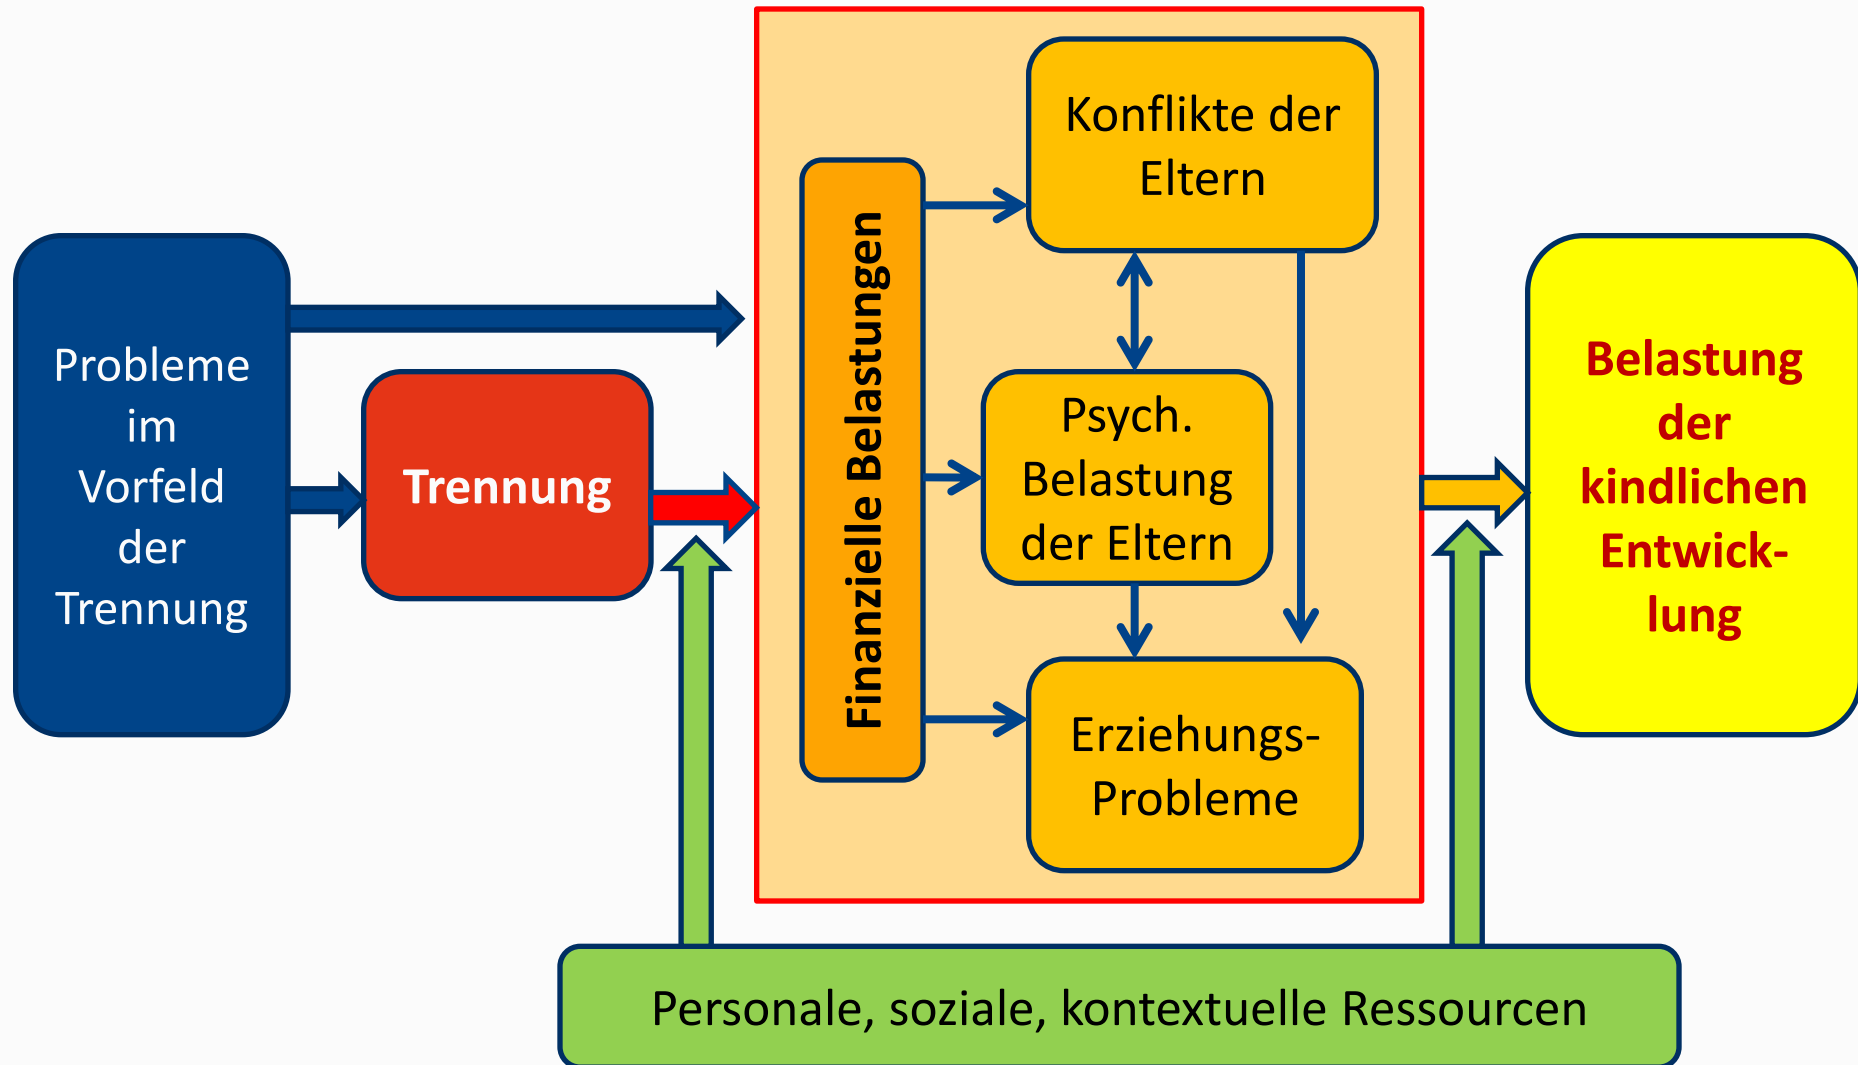 Probleme
im
Vorfeld
der
Trennung
Trennung
Finanzielle Belastungen
Konflikte der
Eltern
Psych.
Belastung
der Eltern
Erziehungs-
Probleme
Belastung
der
kindlichen
Entwick-
lung
Personale, soziale, kontextuelle Ressourcen